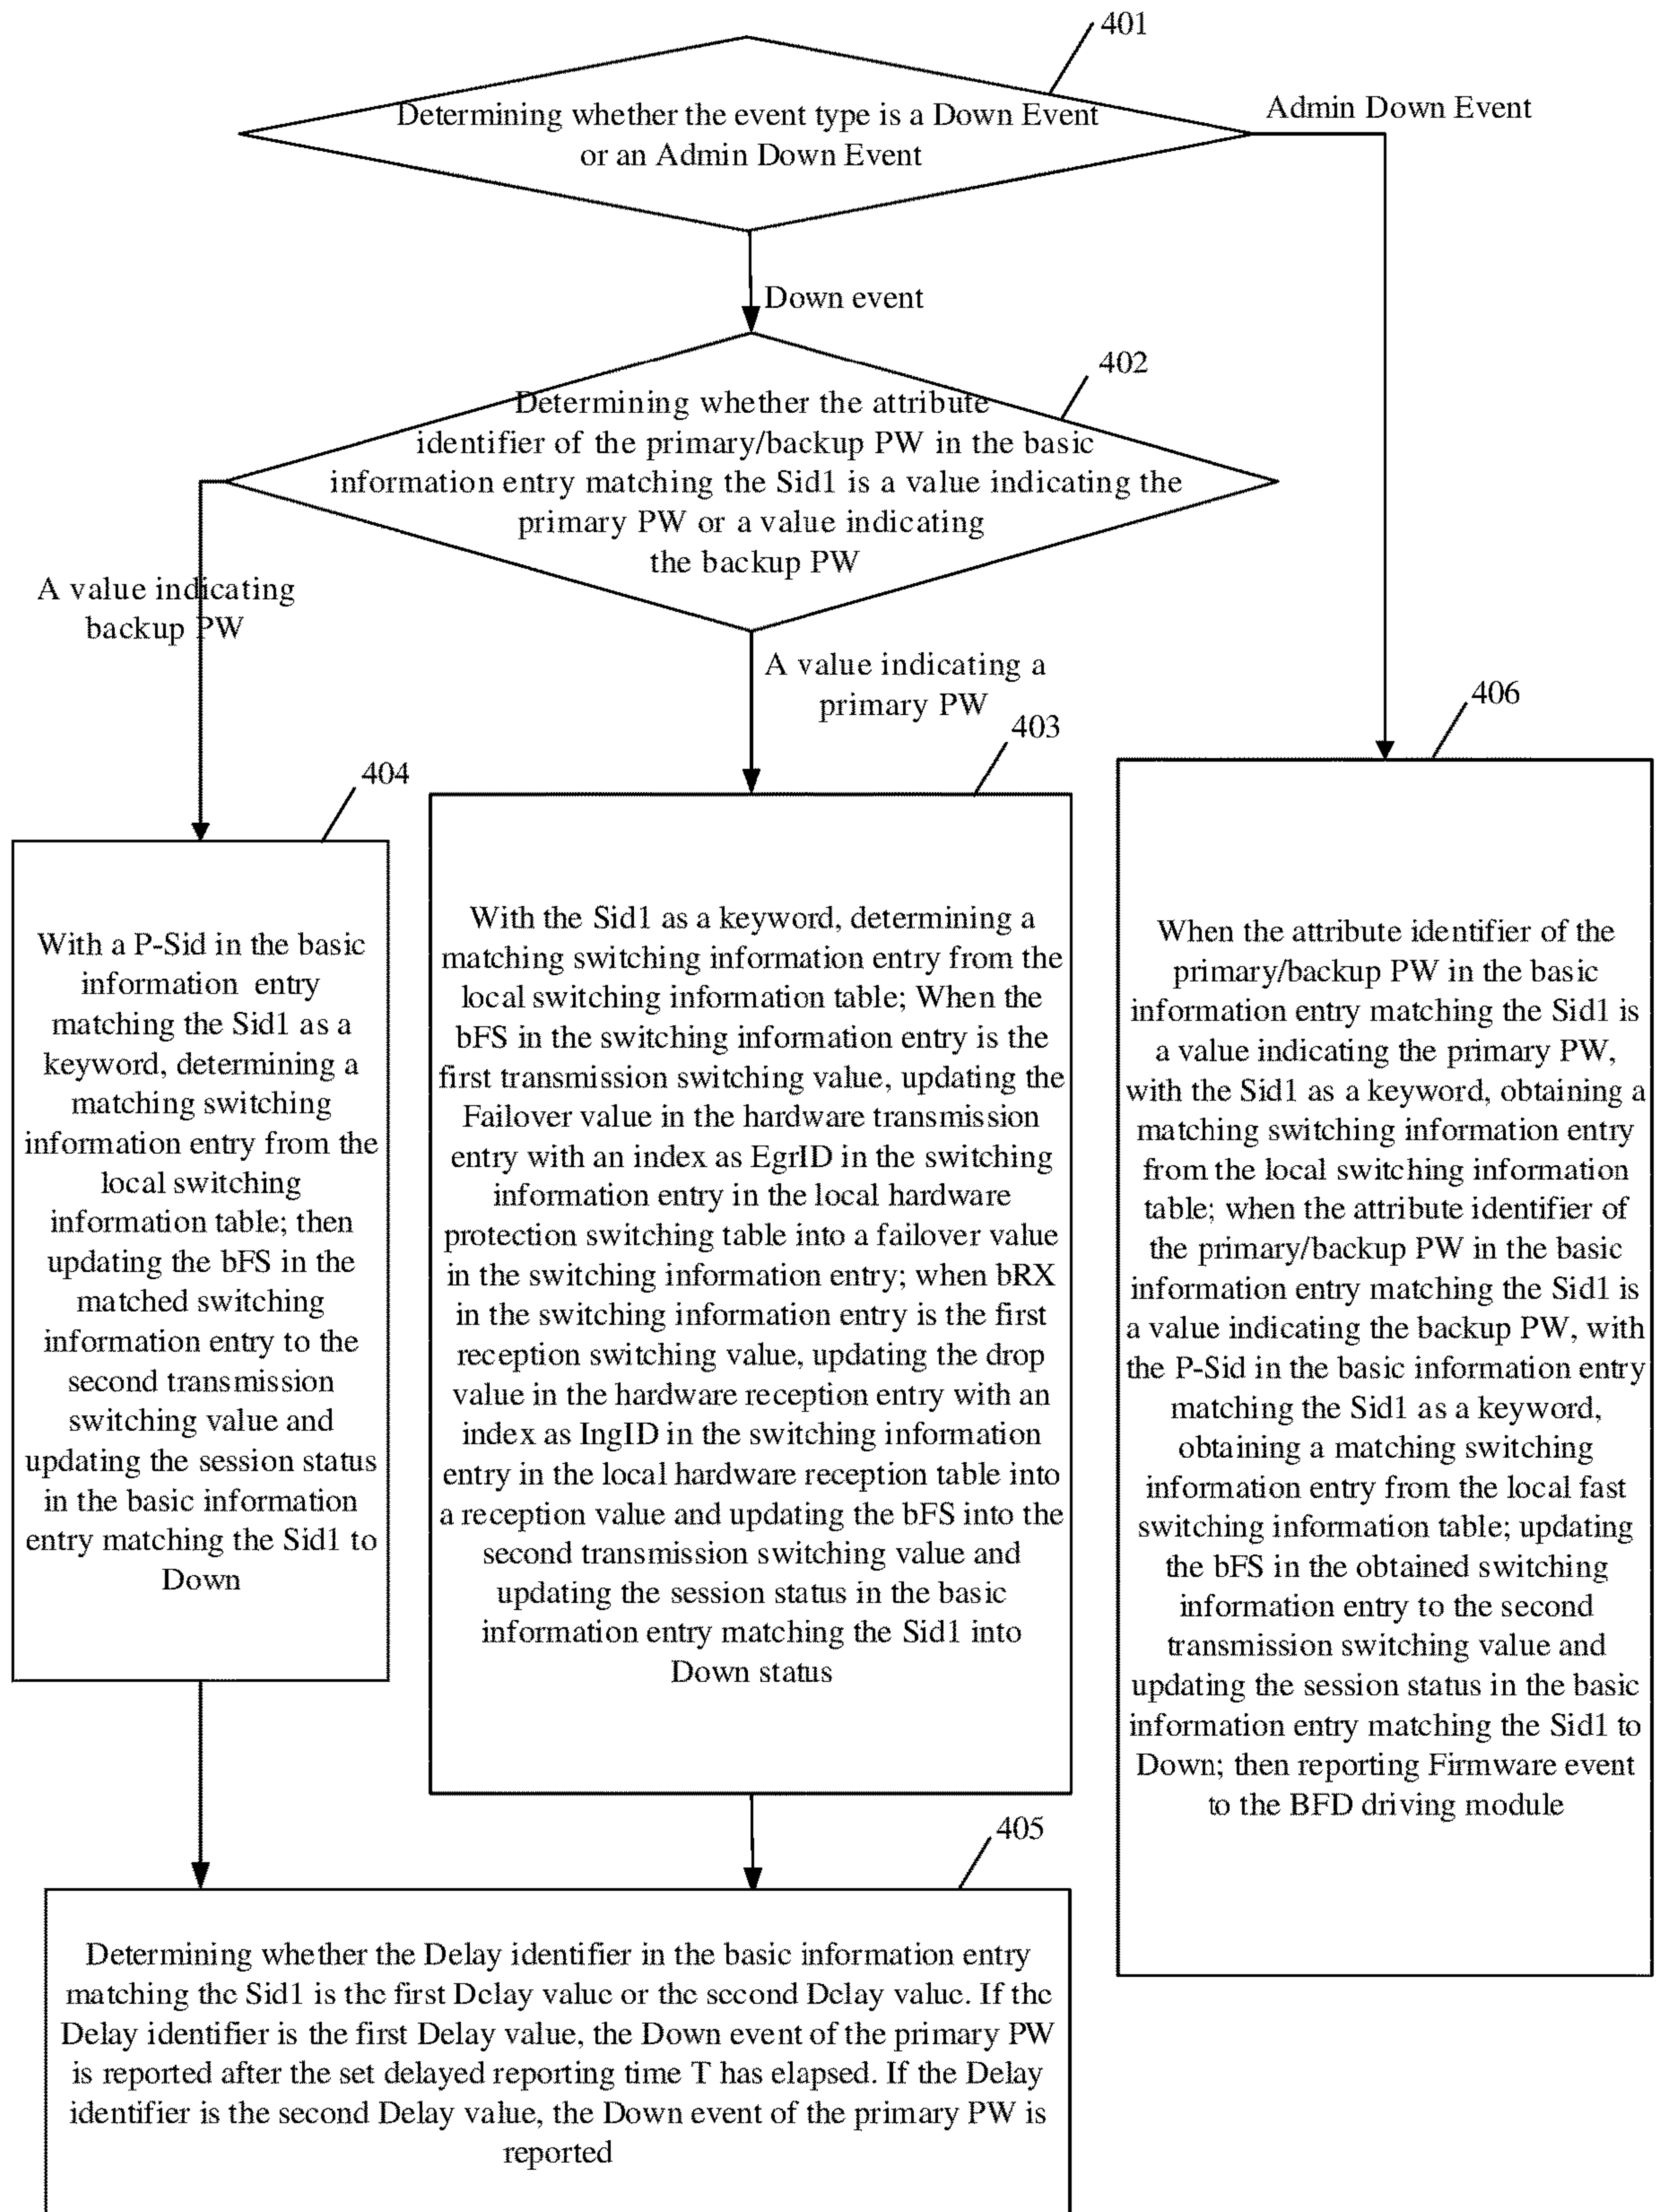 401
Determining whether the event type is a Down Event
or an Admin Down Event
Admin Down Event
Down event
402
Determining whether the attribute
identifier of the primary/backup PW in the basic
information entry matching the Sid1 is a value indicating the
primary PW or a value indicating
the backup PW
A value indicating
backup PW
A value indicating a
primary PW
404
With a P-Sid in the basic
information entry
matching the Sid1 as a
keyword, determining a
matching switching
information entry from the
local switching
information table; then
updating the bFS in the
matched switching
information entry to the
second transmission
switching value and
updating the session status
in the basic information
entry matching the Sid1 to
Down
403
With the Sid1 as a keyword, determining a
matching switching information entry from the
local switching information table; When the
bFS in the switching information entry is the
first transmission switching value, updating the
Failover value in the hardware transmission
entry with an index as EgrID in the switching
information entry in the local hardware
protection switching table into a failover value
in the switching information entry; when bRX
in the switching information entry is the first
reception switching value, updating the drop
value in the hardware reception entry with an
index as IngID in the switching information
entry in the local hardware reception table into
a reception value and updating the bFS into the
second transmission switching value and
updating the session status in the basic
information entry matching the Sid1 into
Down status
406
When the attribute identifier of the
primary/backup PW in the basic
information entry matching the Sid1 is
a value indicating the primary PW,
with the Sid1 as a keyword, obtaining a
matching switching information entry
from the local switching information
table; when the attribute identifier of
the primary/backup PW in the basic
information entry matching the Sid1 is
a value indicating the backup PW, with
the P-Sid in the basic information entry
matching the Sid1 as a keyword,
obtaining a matching switching
information entry from the local fast
switching information table; updating
the bFS in the obtained switching
information entry to the second
transmission switching value and
updating the session status in the basic
information entry matching the Sid1 to
Down; then reporting Firmware event
to the BFD driving module
405
Determining whether the Delay identifier in the basic information entry
matching the Sid1 is the first Delay value or the second Delay value. If the
Delay identifier is the first Delay value, the Down event of the primary PW
is reported after the set delayed reporting time T has elapsed. If the Delay
identifier is the second Delay value, the Down event of the primary PW is
reported